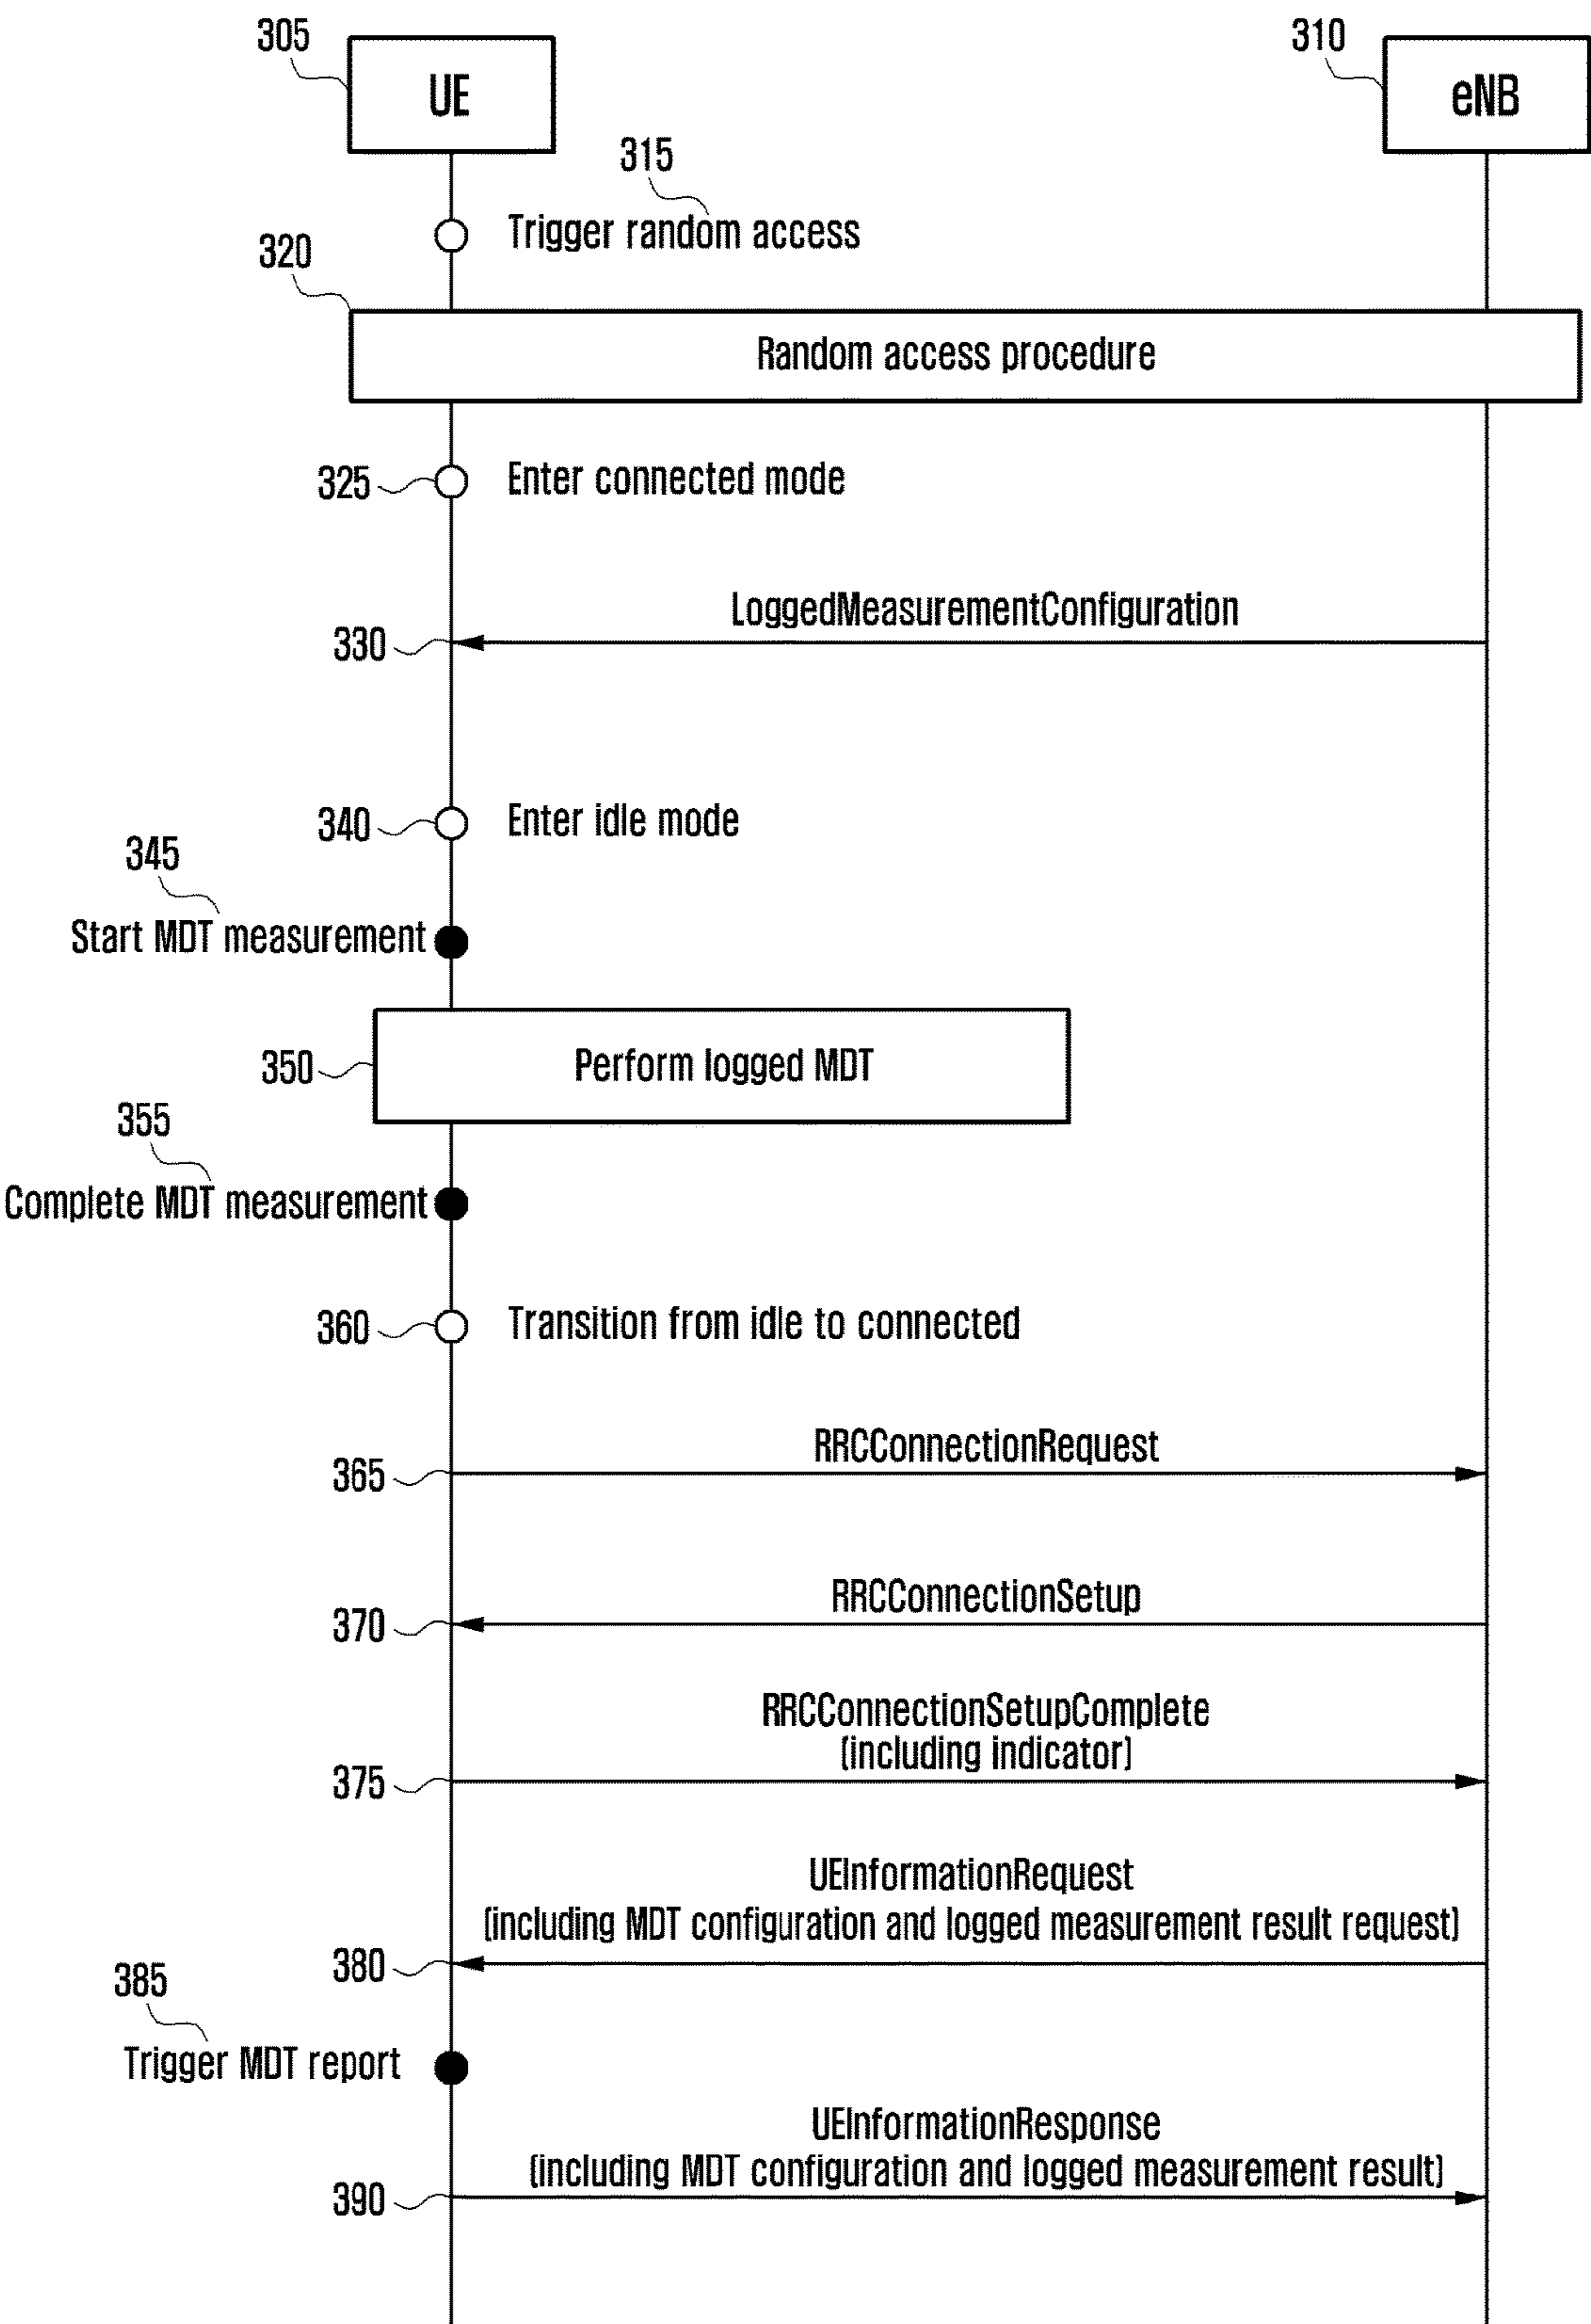 305
UE
310
eNB
315
Trigger random access
320
Random access procedure
325
Enter connected mode
LoggedMeasurementConfiguration
330
340
Enter idle mode
345
Start MDT measurement
350
Perform logged MDT
355
Complete MDT measurement
360
Transition from idle to connected
RRCConnectionRequest
365
RRCConnectionSetup
370
RRCConnectionSetupComplete
(including indicator)
375
UEInformationRequest
(including MDT configuration and logged measurement result request)
380
385
Trigger MDT report
UEInformationResponse
(including MDT configuration and logged measurement result)
390